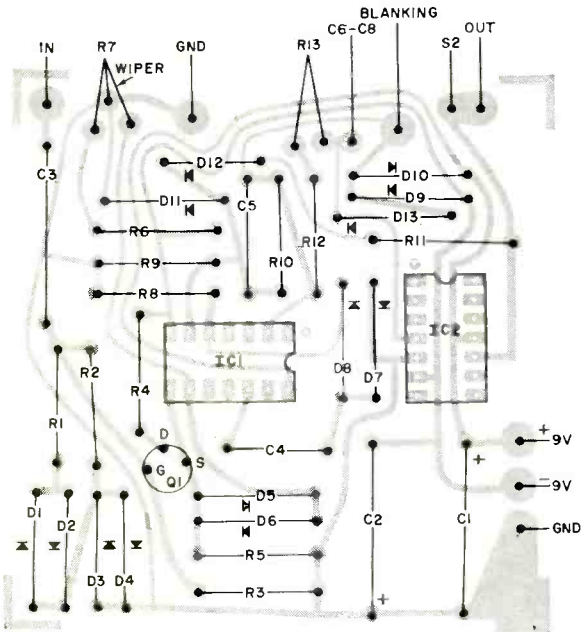 BLANKING
IN R7 GND R13 C6-C8 S2 OUT
WIPER
C3 D12 D10
D11 C5 D9
R6 D13
R12 R11
R9 R10
R8
IC1 IC2
R2 R4 D8 D7
R1
D C4 + 9V
G S +
Q1 - 9V
D5
D1 D2 D6 C2 C1 GND
R5
D3 D4
R3 +